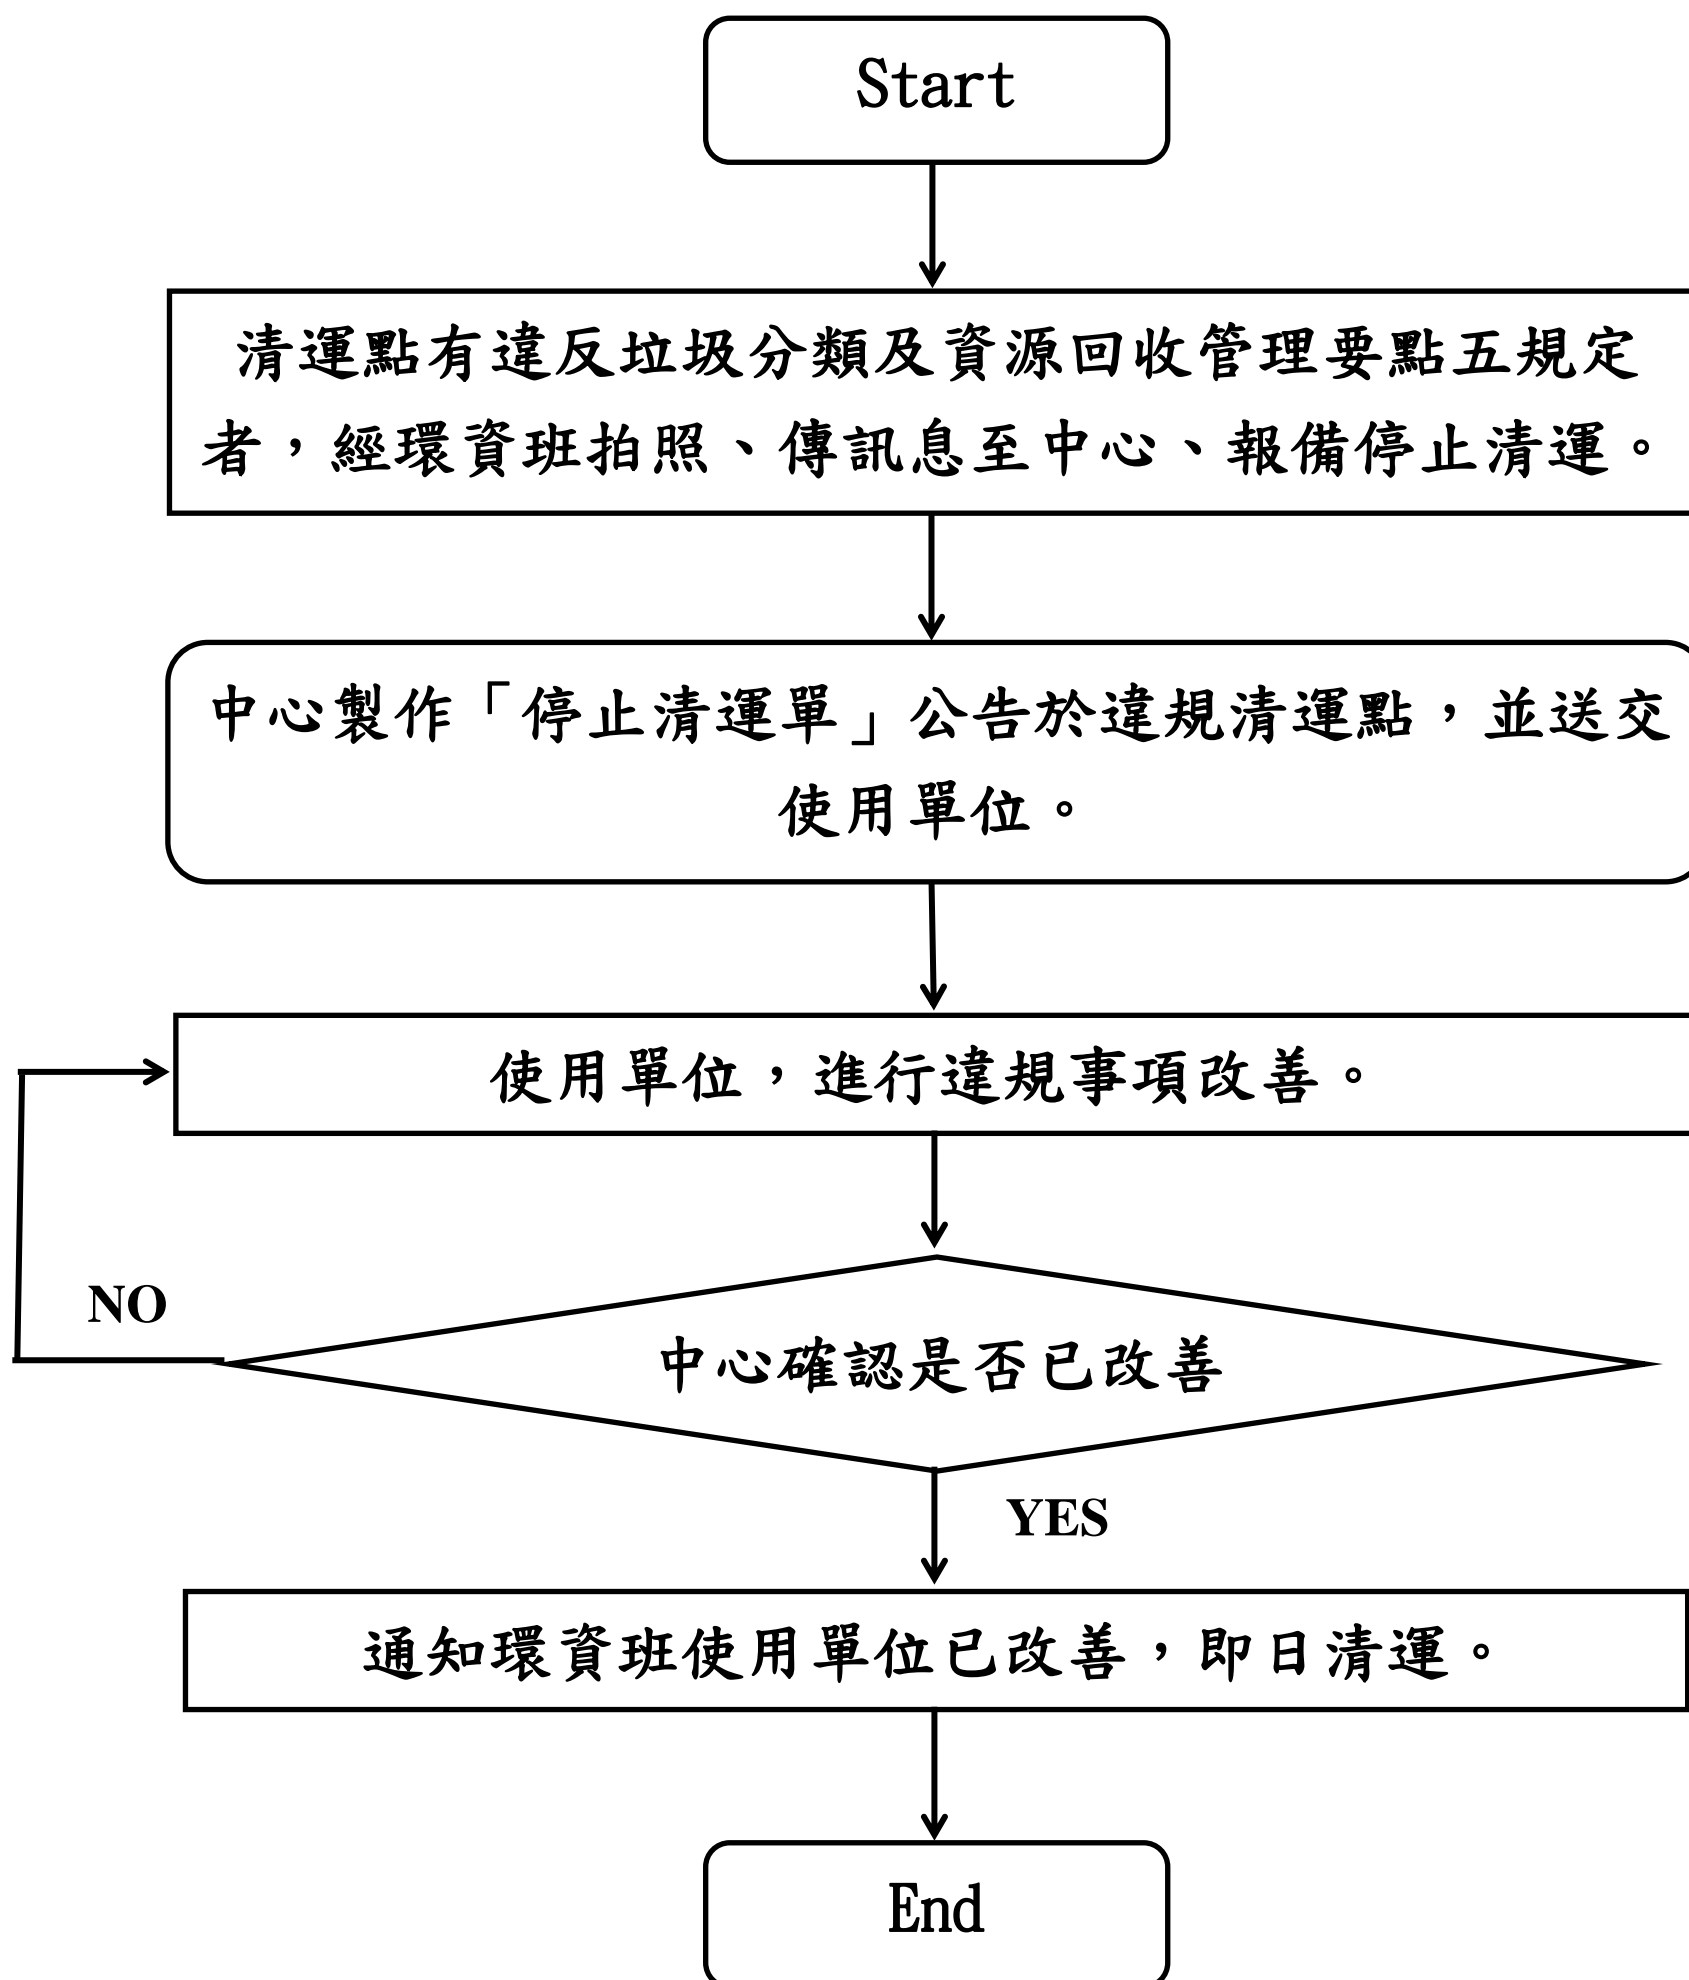 Start
清運點有違反垃圾分類及資源回收管理要點五規定
者，經環資班拍照、傳訊息至中心、報備停止清運。
中心製作「停止清運單」公告於違規清運點，並送交
使用單位。
使用單位，進行違規事項改善。
NO
中心確認是否已改善
YES
通知環資班使用單位已改善，即日清運。
End